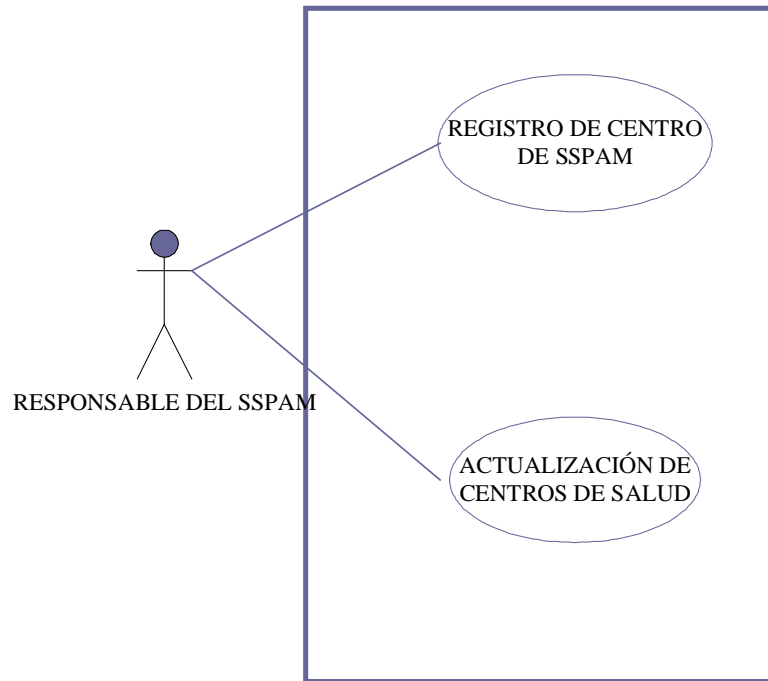 REGISTRO DE CENTRO
DE SSPAM
RESPONSABLE DEL SSPAM
ACTUALIZACIÓN DE
CENTROS DE SALUD